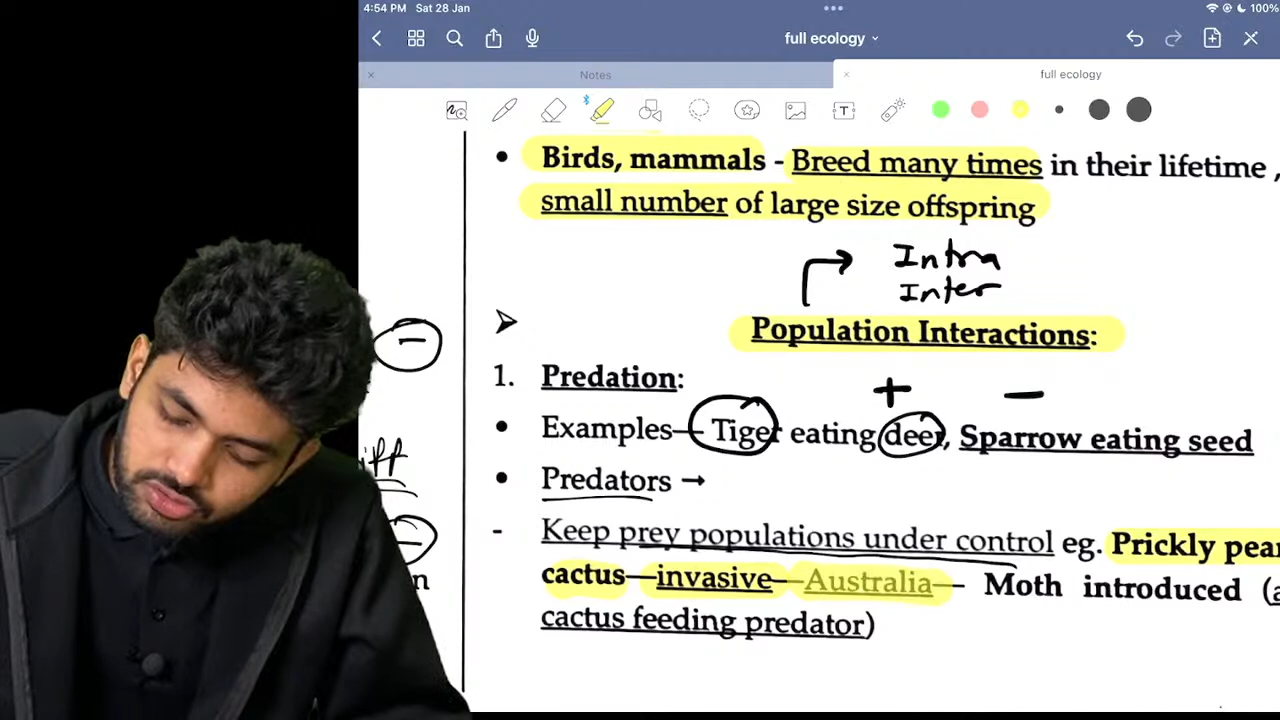 4:54 PM Sat 28 Jan
100%
full ecology
Notes
full ecology
T
• Birds, mammals - Breed many times in their lifetime ,
small number of large size offspring
Intra
Inter
➢ Population Interactions:
1. Predation:
+ −
• Examples— Tiger eating deer, Sparrow eating seed
• Predators →
- Keep prey populations under control eg. Prickly pear
cactus—invasive—Australia— Moth introduced (a
cactus feeding predator)